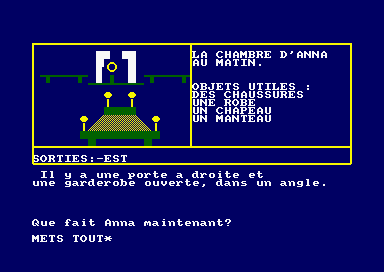 LA CHAMBRE D'ANNA
AU MATIN.
OBJETS UTILES :
DES CHAUSSURES
UNE ROBE
UN CHAPEAU
UN MANTEAU
SORTIES:-EST
Il y a une porte a droite et
une garderobe ouverte, dans un angle.
Que fait Anna maintenant?
METS TOUT*